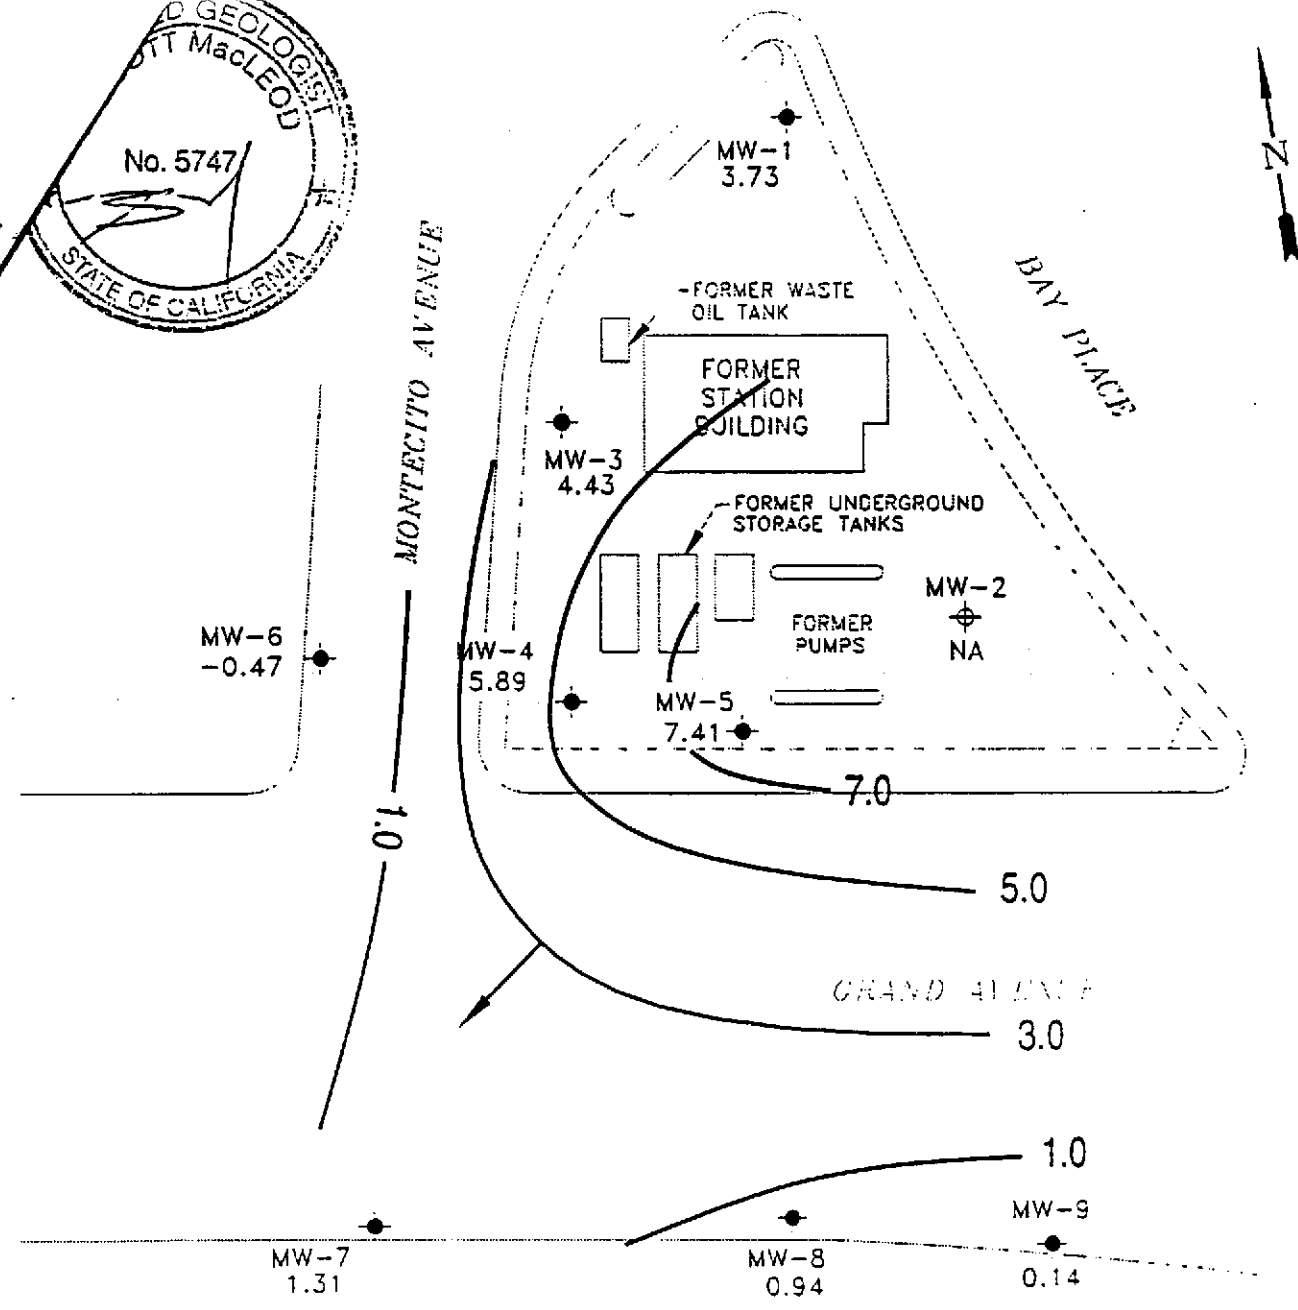 D GEOLOGIST
OTT MacLEOD
No. 5747
STATE OF CALIFORNIA
MW-1
3.73
N
BAY PLACE
MONTECITO AVENUE
FORMER WASTE
OIL TANK
FORMER
STATION
BUILDING
MW-3
4.43
FORMER UNDERGROUND
STORAGE TANKS
MW-2
NA
FORMER
PUMPS
MW-6
-0.47
MW-4
5.89
MW-5
7.41
7.0
1.0
5.0
GRAND AVENUE
3.0
1.0
MW-9
0.14
MW-7
1.31
MW-8
0.94